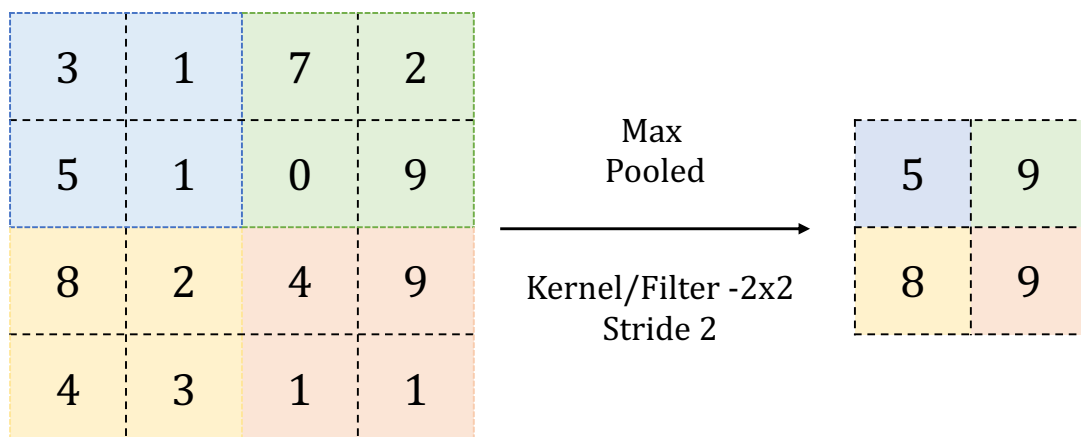 3 1 7 2
5 1 0 9
8 2 4 9
4 3 1 1
Max
Pooled
Kernel/Filter -2x2
Stride 2
5 9
8 9